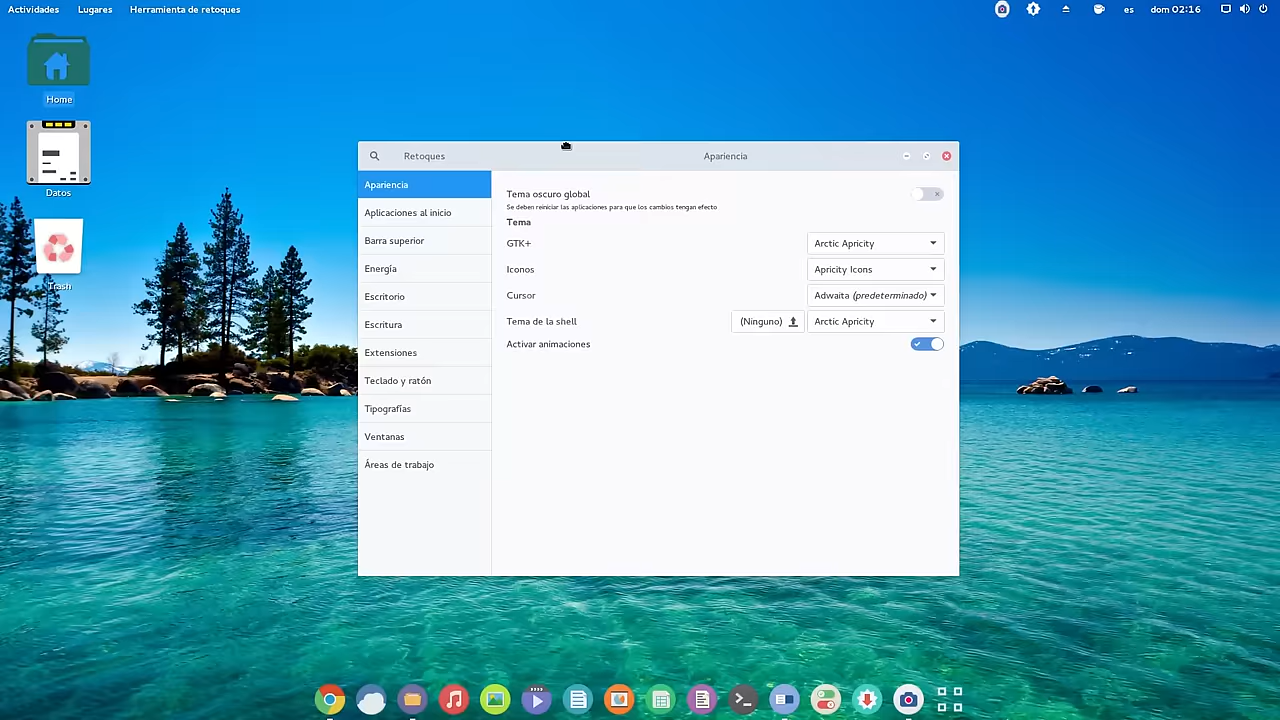 Actividades Lugares Herramienta de retoques es dom 02:16
Home
Datos
Trash
Retoques Apariencia
Apariencia
Aplicaciones al inicio
Barra superior
Energía
Escritorio
Escritura
Extensiones
Teclado y ratón
Tipografías
Ventanas
Áreas de trabajo
Tema oscuro global
Se deben reiniciar las aplicaciones para que los cambios tengan efecto
Tema
GTK+ Arctic Apricity
Iconos Apricity Icons
Cursor Adwaita (predeterminado)
Tema de la shell (Ninguno) Arctic Apricity
Activar animaciones